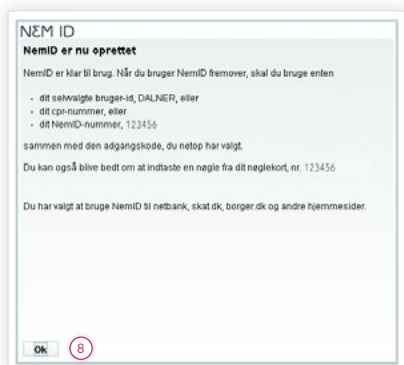 NEM ID
NemID er nu oprettet
NemID er klar til brug. Når du bruger NemID fremover, skal du bruge enten
- dit selvvalgte bruger-id, DALNER, eller
- dit cpr-nummer, eller
- dit NemID-nummer, 123456
sammen med den adgangskode, du netop har valgt.
Du kan også blive bedt om at indtaste en nøgle fra dit nøglekort, nr. 123456
Du har valgt at bruge NemID til netbank, skat.dk, borger.dk og andre hjemmesider.
Ok 8